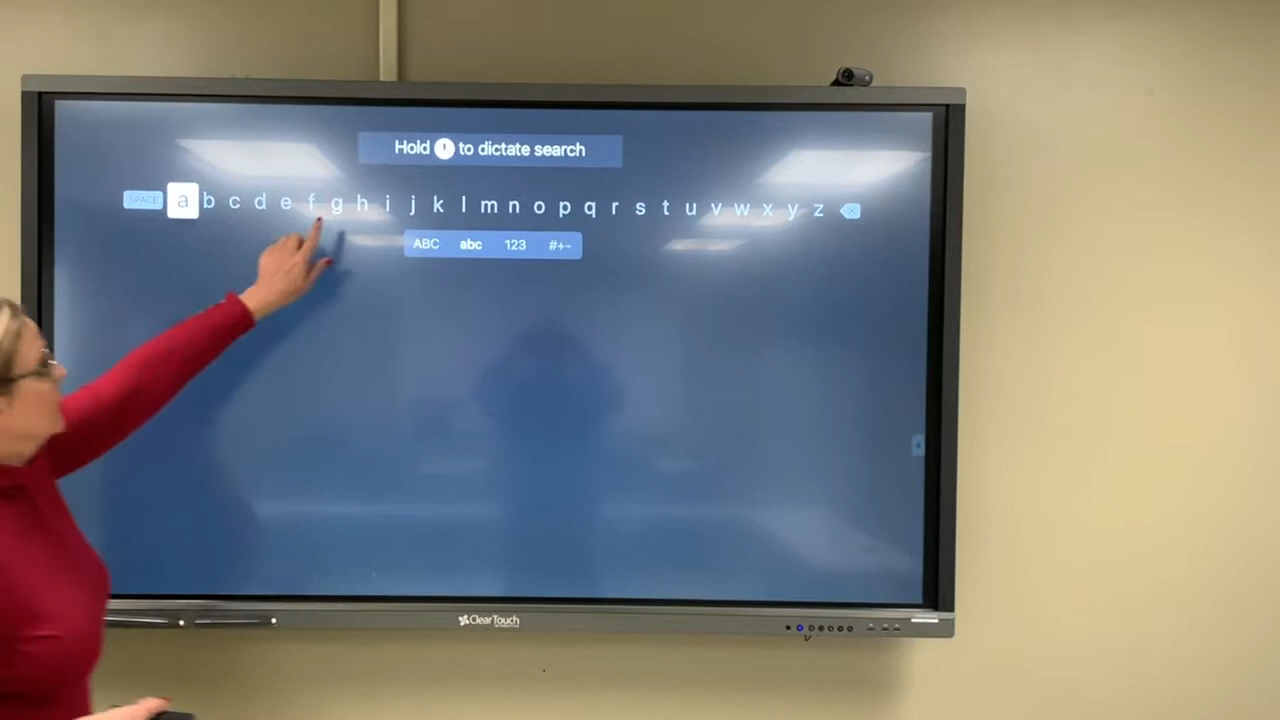 Hold to dictate search
SPACE a b c d e f g h i j k l m n o p q r s t u v w x y z
ABC abc 123 #+-
ClearTouch